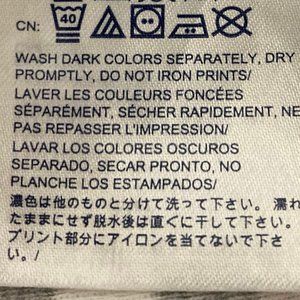 CN:
40
WASH DARK COLORS SEPARATELY, DRY
PROMPTLY, DO NOT IRON PRINTS/
LAVER LES COULEURS FONCÉES
SÉPARÉMENT, SÉCHER RAPIDEMENT, NE
PAS REPASSER L'IMPRESSION/
LAVAR LOS COLORES OSCUROS
SEPARADO, SECAR PRONTO, NO
PLANCHE LOS ESTAMPADOS/
濃色は他のものと分けて洗って下さい。濡れ
たままにせず脱水後は直ぐに干して下さい。
プリント部分にアイロンを当てないで下さ
い。/